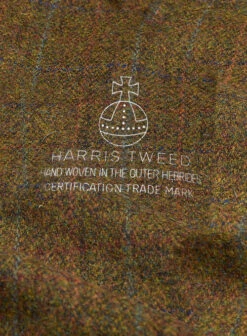 HARRIS TWEED
HAND WOVEN IN THE OUTER HEBRIDES
CERTIFICATION TRADE MARK